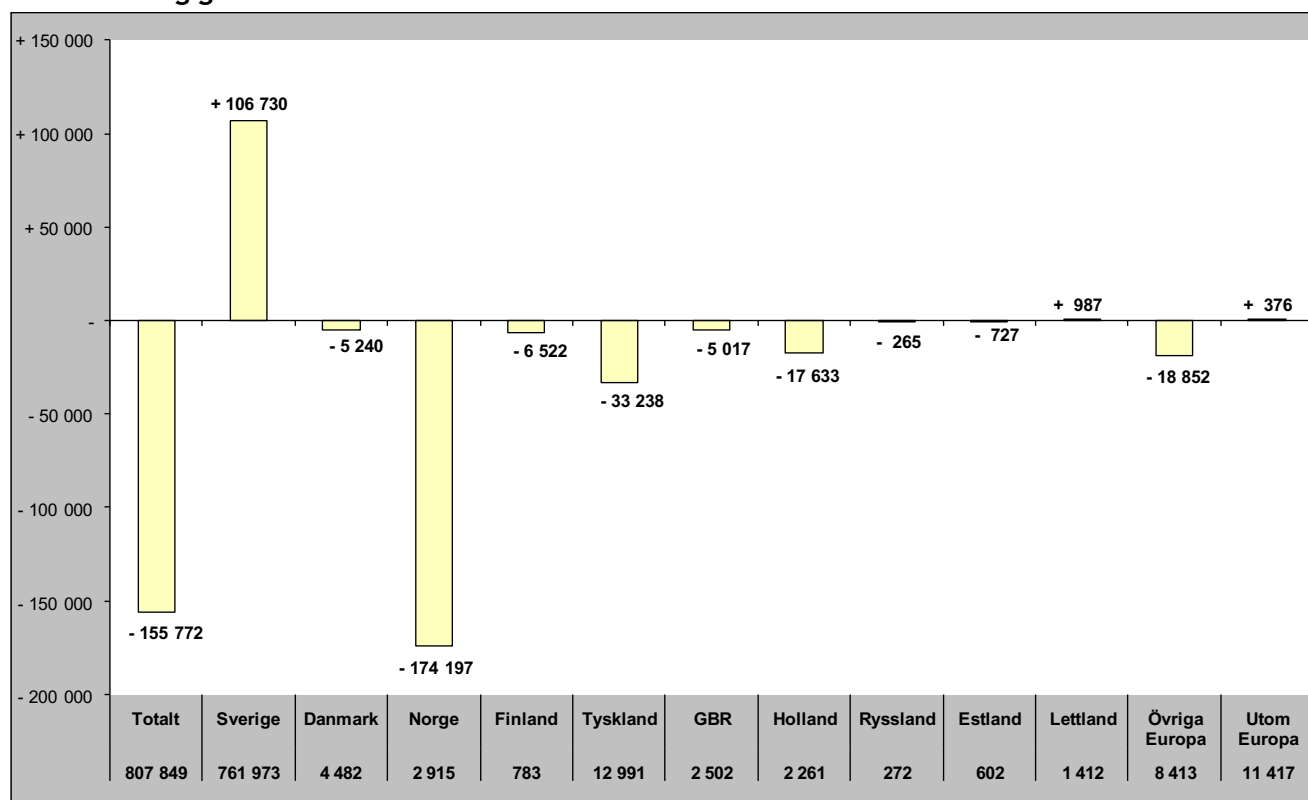 + 150 000
+ 100 000
+ 50 000
-
- 50 000
- 100 000
- 150 000
- 200 000
- 155 772
+ 106 730
- 5 240
- 174 197
- 6 522
- 33 238
- 5 017
- 17 633
- 265
- 727
+ 987
- 18 852
+ 376
Totalt Sverige Danmark Norge Finland Tyskland GBR Holland Ryssland Estland Lettland Övriga Europa Utom Europa
807 849 761 973 4 482 2 915 783 12 991 2 502 2 261 272 602 1 412 8 413 11 417